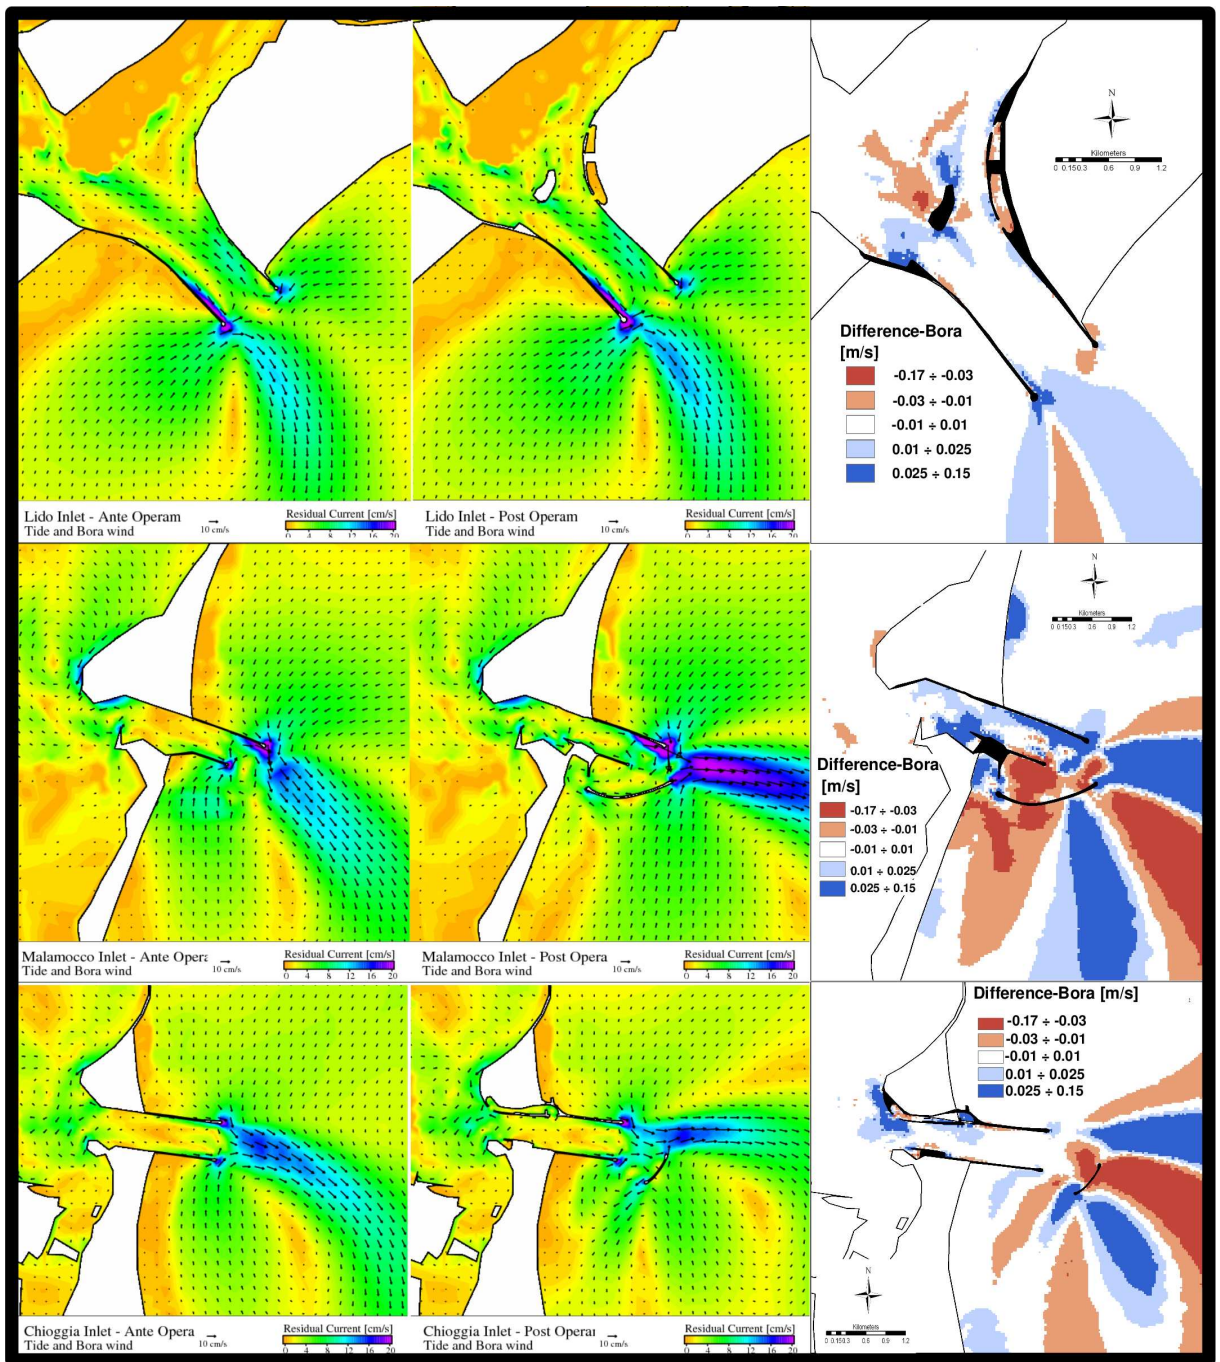 N
Kilometers
0 0.150.3 0.6 0.9 1.2
Difference-Bora
[m/s]
-0.17 ÷ -0.03
-0.03 ÷ -0.01
-0.01 ÷ 0.01
0.01 ÷ 0.025
0.025 ÷ 0.15
Lido Inlet - Ante Operam
Tide and Bora wind
10 cm/s
Residual Current [cm/s]
0 4 8 12 16 20
Lido Inlet - Post Operam
Tide and Bora wind
10 cm/s
Residual Current [cm/s]
0 4 8 12 16 20
N
Kilometers
0 0.150.3 0.6 0.9 1.2
Difference-Bora
[m/s]
-0.17 ÷ -0.03
-0.03 ÷ -0.01
-0.01 ÷ 0.01
0.01 ÷ 0.025
0.025 ÷ 0.15
Malamocco Inlet - Ante Opera
Tide and Bora wind
10 cm/s
Residual Current [cm/s]
0 4 8 12 16 20
Malamocco Inlet - Post Opera
Tide and Bora wind
10 cm/s
Residual Current [cm/s]
0 4 8 12 16 20
Difference-Bora [m/s]
-0.17 ÷ -0.03
-0.03 ÷ -0.01
-0.01 ÷ 0.01
0.01 ÷ 0.025
0.025 ÷ 0.15
N
Kilometers
0 0.150.3 0.6 0.9 1.2
Chioggia Inlet - Ante Opera
Tide and Bora wind
10 cm/s
Residual Current [cm/s]
0 4 8 12 16 20
Chioggia Inlet - Post Operam
Tide and Bora wind
10 cm/s
Residual Current [cm/s]
0 4 8 12 16 20